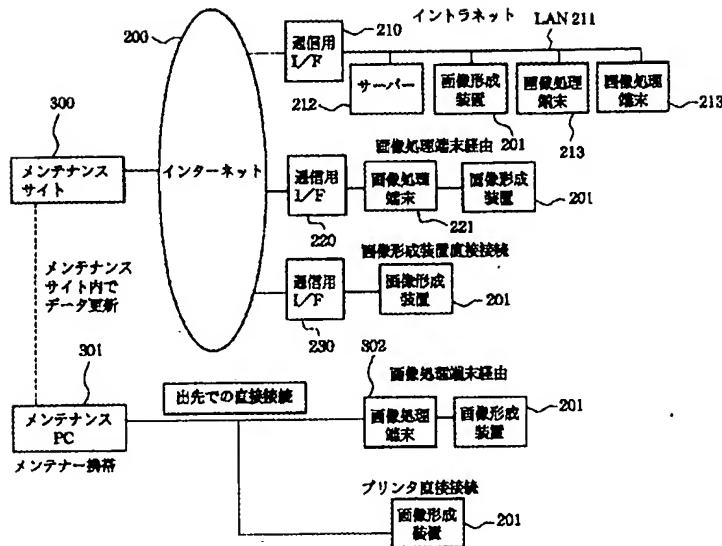 イントラネット
200
通信用
I/F
210
LAN 211
サーバー
212
画像形成
装置
201
画像処理
端末
213
画像処理
端末
213
300
メンテナンス
サイト
インターネット
画像処理端末経由
通信用
I/F
220
画像処理
端末
221
画像形成
装置
201
画像形成装置直接接続
通信用
I/F
230
画像形成
装置
201
メンテナンス
サイト内で
データ更新
301
メンテナンス
PC
メンテナー携帯
出先での直接接続
302
画像処理端末経由
画像処理
端末
画像形成
装置
201
プリンタ直接接続
画像形成
装置
201